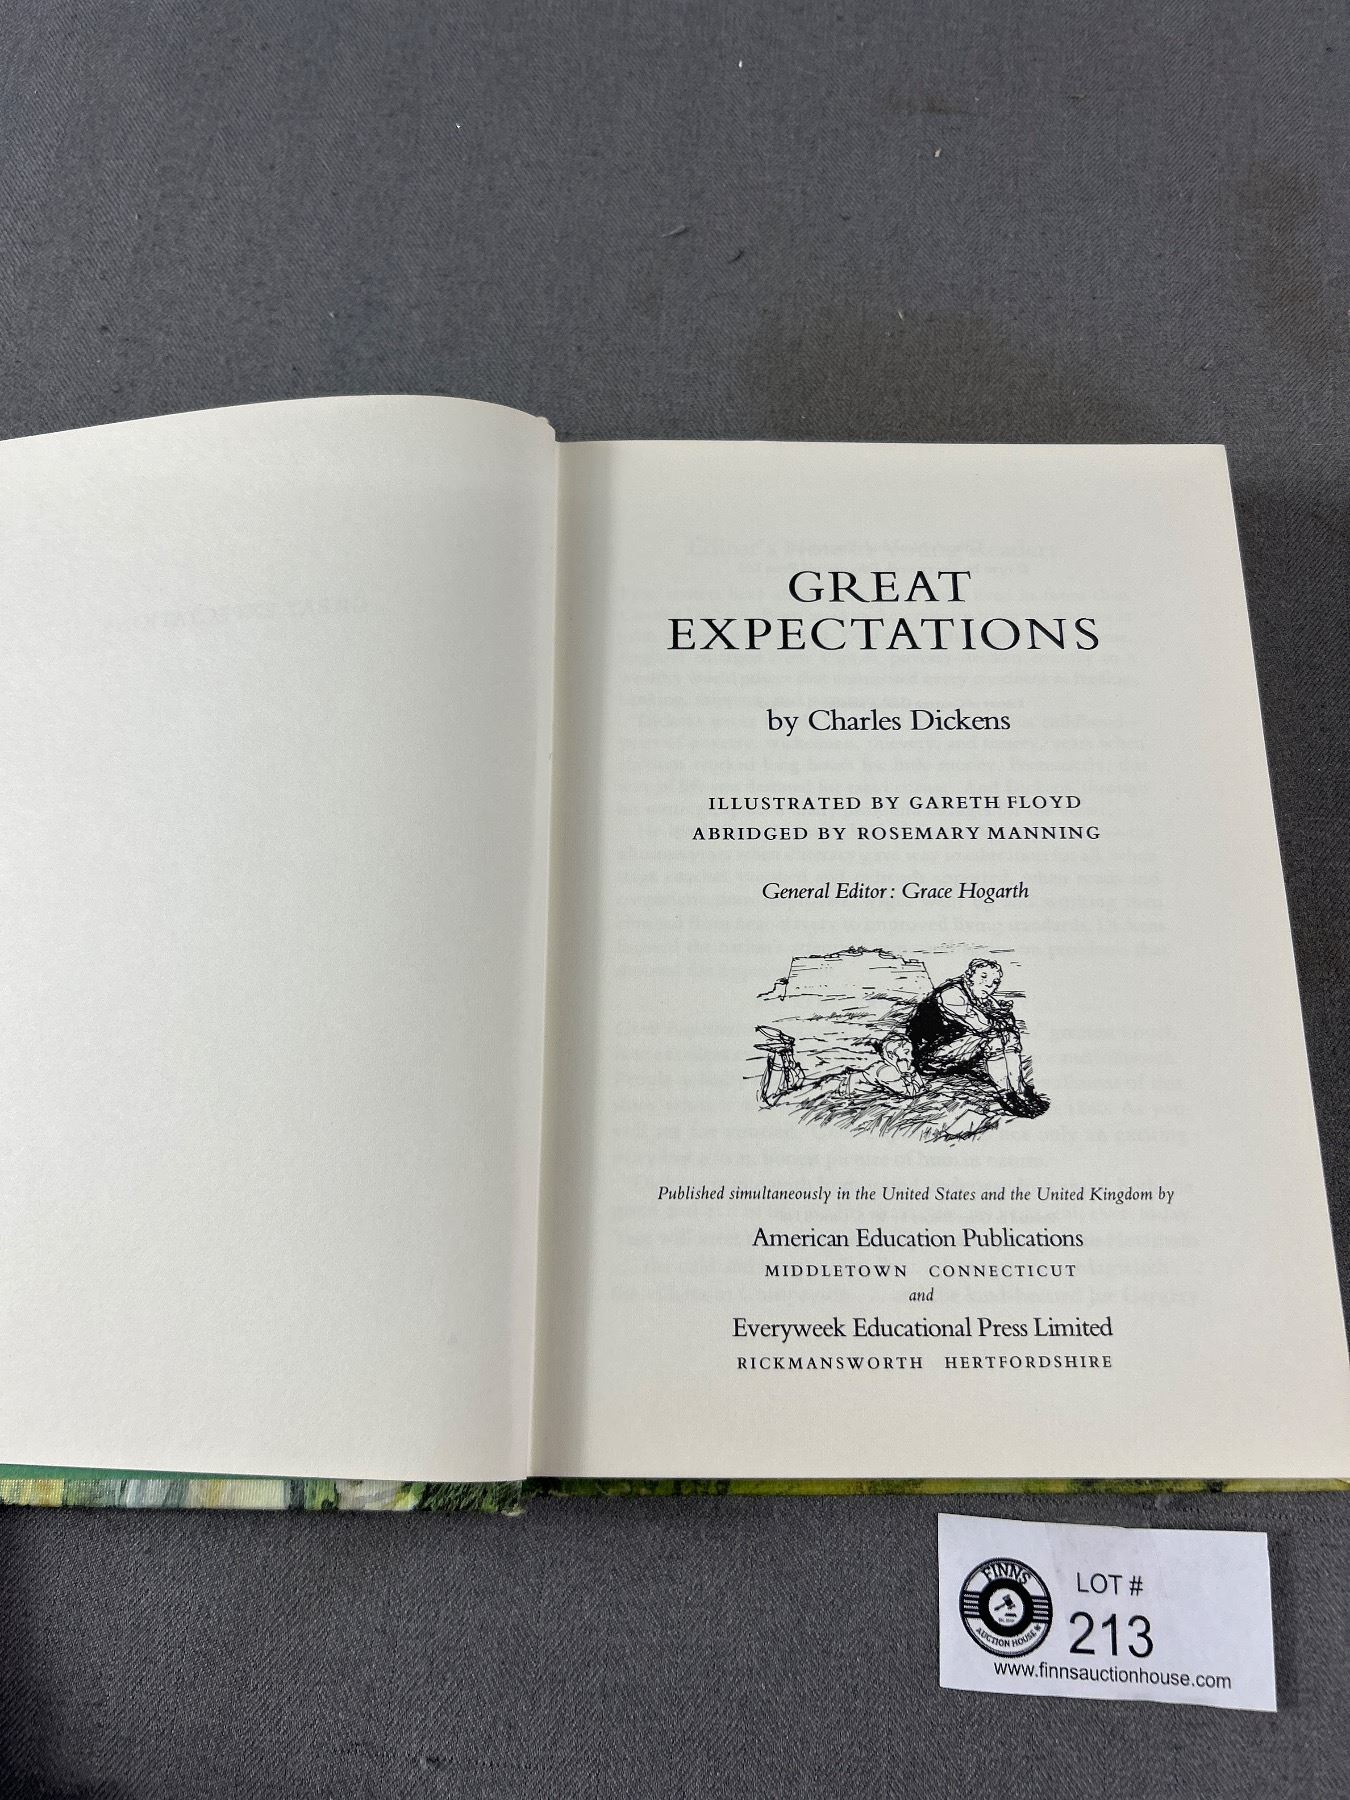 GREAT
EXPECTATIONS
by Charles Dickens
ILLUSTRATED BY GARETH FLOYD
ABRIDGED BY ROSEMARY MANNING
General Editor: Grace Hogarth
Published simultaneously in the United States and the United Kingdom by
American Education Publications
MIDDLETOWN CONNECTICUT
and
Everyweek Educational Press Limited
RICKMANSWORTH HERTFORDSHIRE
FINNS
AUCTION HOUSE
LOT #
213
www.finnsauctionhouse.com